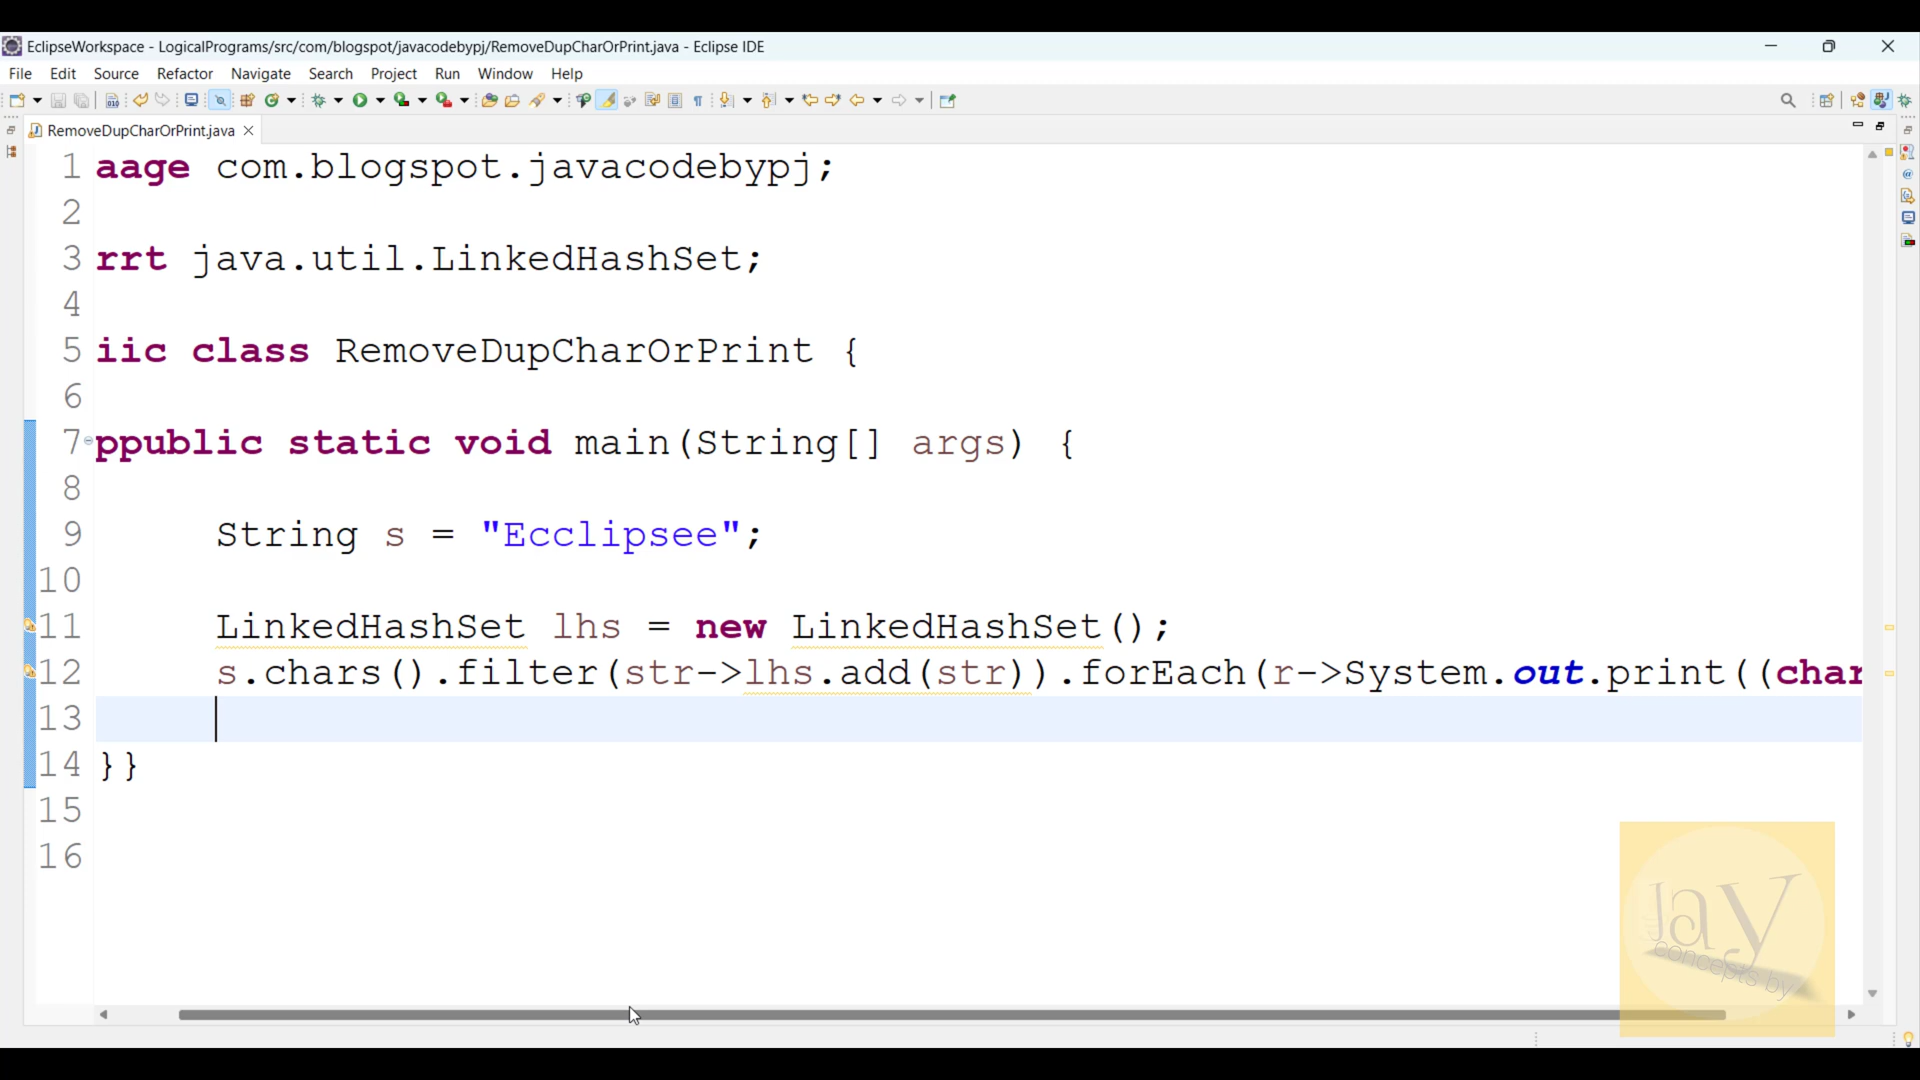 EclipseWorkspace - LogicalPrograms/src/com/blogspot/javacodebypj/RemoveDupCharOrPrint.java - Eclipse IDE
File Edit Source Refactor Navigate Search Project Run Window Help
RemoveDupCharOrPrint.java
1 aage com.blogspot.javacodebypj;
2
3 rrt java.util.LinkedHashSet;
4
5 iic class RemoveDupCharOrPrint {
6
7 ppublic static void main(String[] args) {
8
9 String s = "Ecclipsee";
10
11 LinkedHashSet lhs = new LinkedHashSet();
12 s.chars().filter(str->lhs.add(str)).forEach(r->System.out.print((char
13
14 }}
15
16
Jay
concepts by